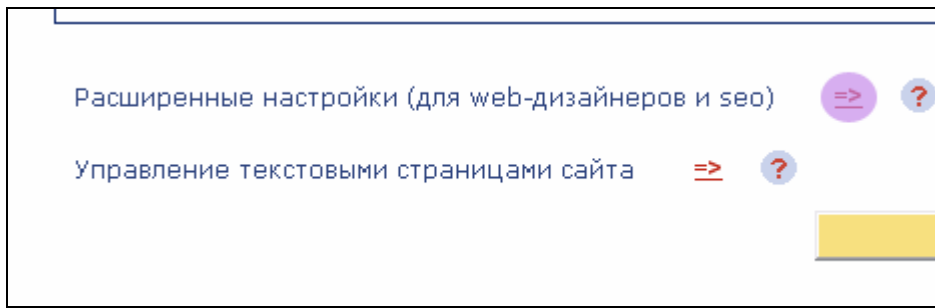 Расширенные настройки (для web-дизайнеров и seo) => ?
Управление текстовыми страницами сайта => ?